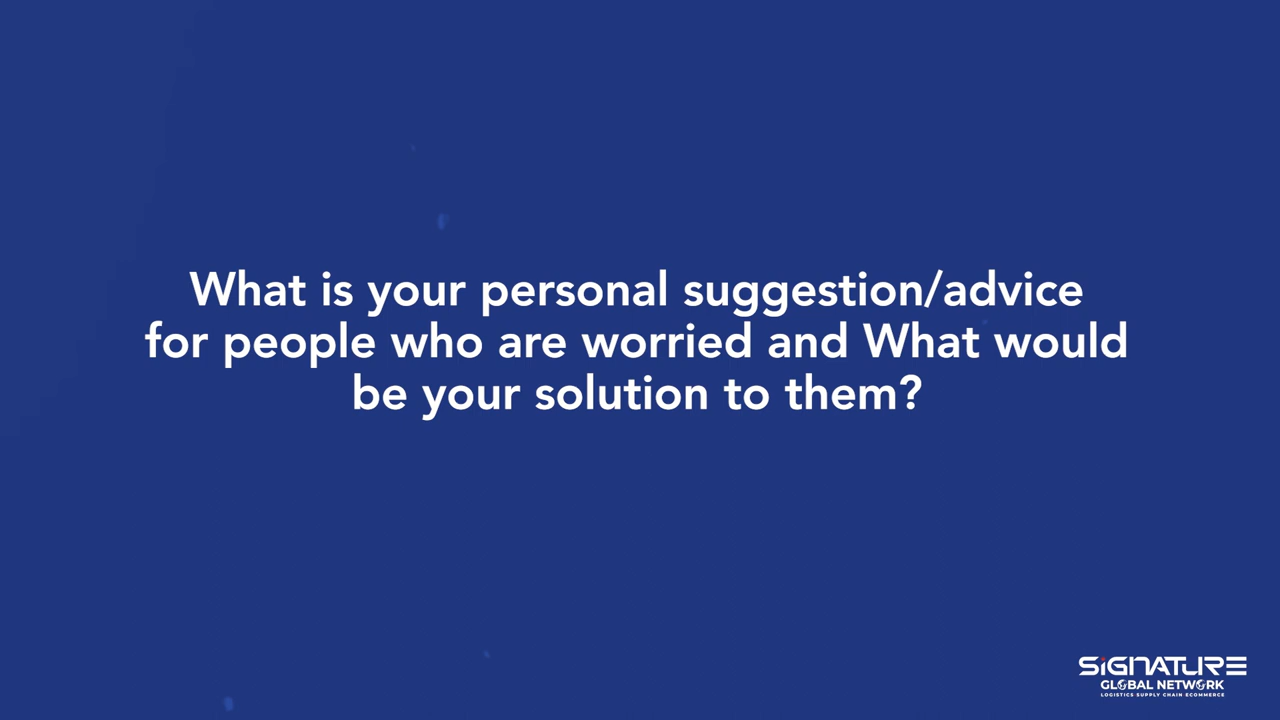 What is your personal suggestion/advice
for people who are worried and What would
be your solution to them?
SIGNATURE
GLOBAL NETWORK
LOGISTICS SUPPLY CHAIN ECOMMERCE